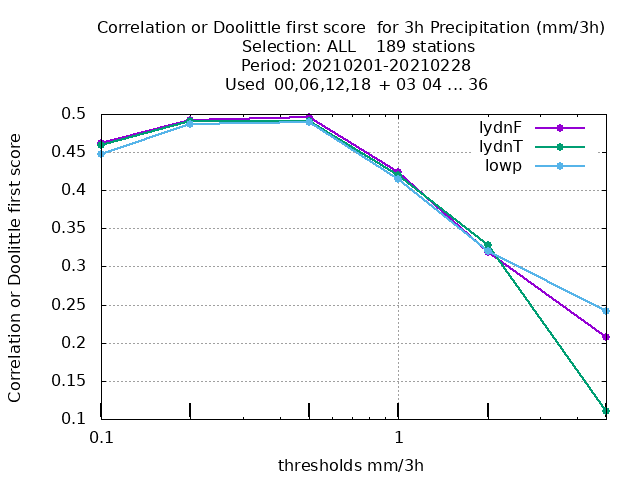 Correlation or Doolittle first score  for 3h Precipitation (mm/3h)
Selection: ALL    189 stations
Period: 20210201-20210228
Used  00,06,12,18  + 03 04 ... 36
Correlation or Doolittle first score
0.5
0.45
0.4
0.35
0.3
0.25
0.2
0.15
0.1
lydnF
lydnT
lowp
0.1
1
thresholds mm/3h